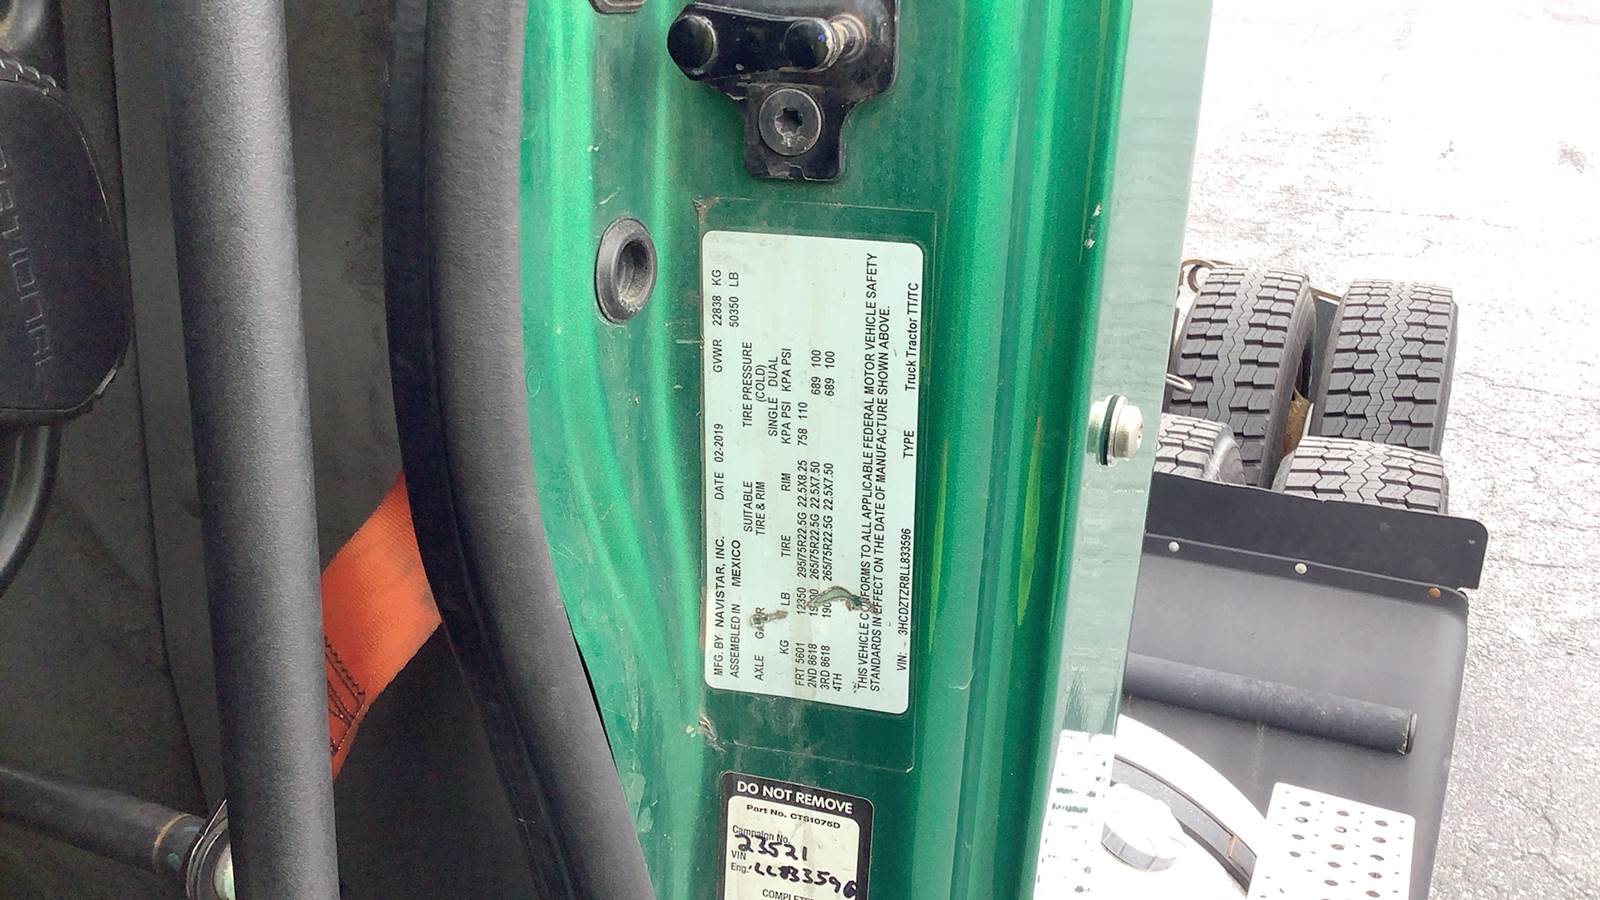 MFG. BY NAVISTAR, INC. DATE 02-2019 GVWR 22838 KG
ASSEMBLED IN MEXICO 50350 LB
SUITABLE TIRE PRESSURE
AXLE TIRE & RIM (COLD)
SINGLE DUAL
KG LB TIRE RIM KPA PSI KPA PSI
FRT 5601 12350 295/75R22.5G 22.5X8.25 758 110
2ND 8618 265/75R22.5G 22.5X7.50 689 100
3RD 8618 265/75R22.5G 22.5X7.50 689 100
4TH
THIS VEHICLE CONFORMS TO ALL APPLICABLE FEDERAL MOTOR VEHICLE SAFETY
STANDARDS IN EFFECT ON THE DATE OF MANUFACTURE SHOWN ABOVE.
VIN: 3HCDZTZR8LL833596 TYPE Truck Tractor TT/TC
DO NOT REMOVE
Part No. CTS1075D
Campaign No.
23521
VIN
Eng. LL833596